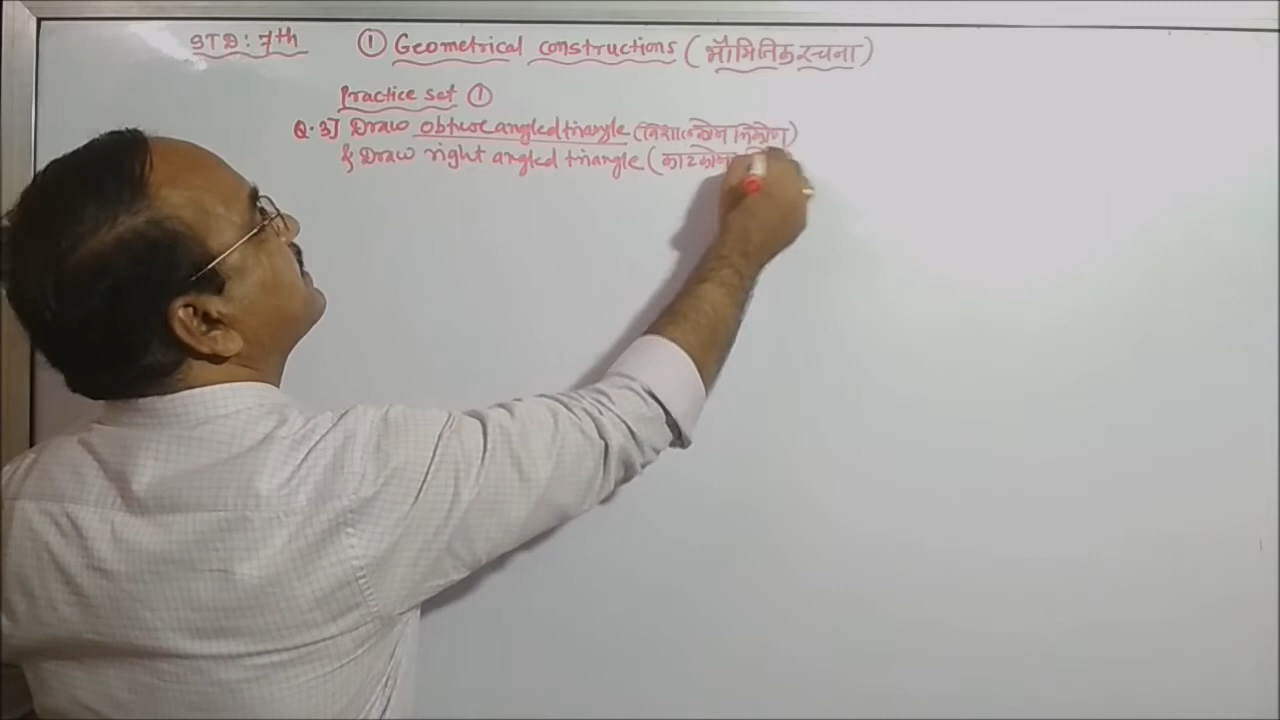 STD: 7th ① Geometrical constructions (भौमितिक रचना)
Practice set ①
Q.3] Draw obtuse angled triangle (विशालकोन त्रिकोण)
& Draw right angled triangle (काटकोन